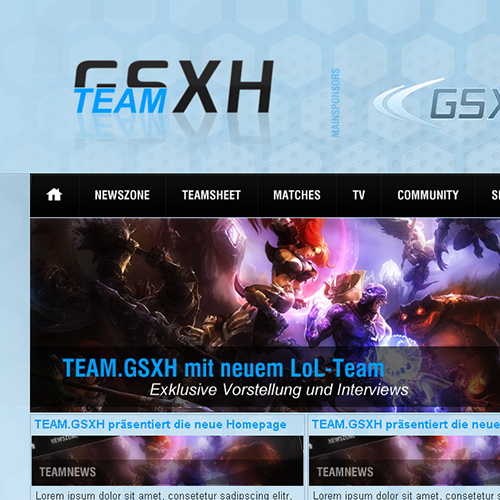 GSXH
TEAM
MAINSPONSORS
GSX
NEWSZONE TEAMSHEET MATCHES TV COMMUNITY
TEAM.GSXH mit neuem LoL-Team
Exklusive Vorstellung und Interviews
TEAM.GSXH präsentiert die neue Homepage
TEAM.GSXH präsentiert die neue
NEWSZONE
TEAMNEWS
TEAMNEWS
Lorem ipsum dolor sit amet, consetetur sadipscing elitr,
Lorem ipsum dolor sit amet, consetetur